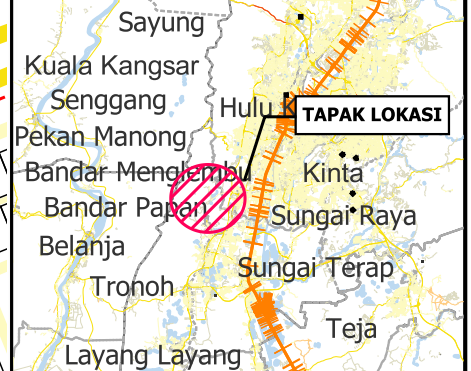 Sayung
Kuala Kangsar
Senggang
Hulu K
TAPAK LOKASI
Pekan Manong
Bandar Menglembu
Kinta
Bandar Papan
Sungai Raya
Belanja
Sungai Terap
Tronoh
Teja
Layang Layang